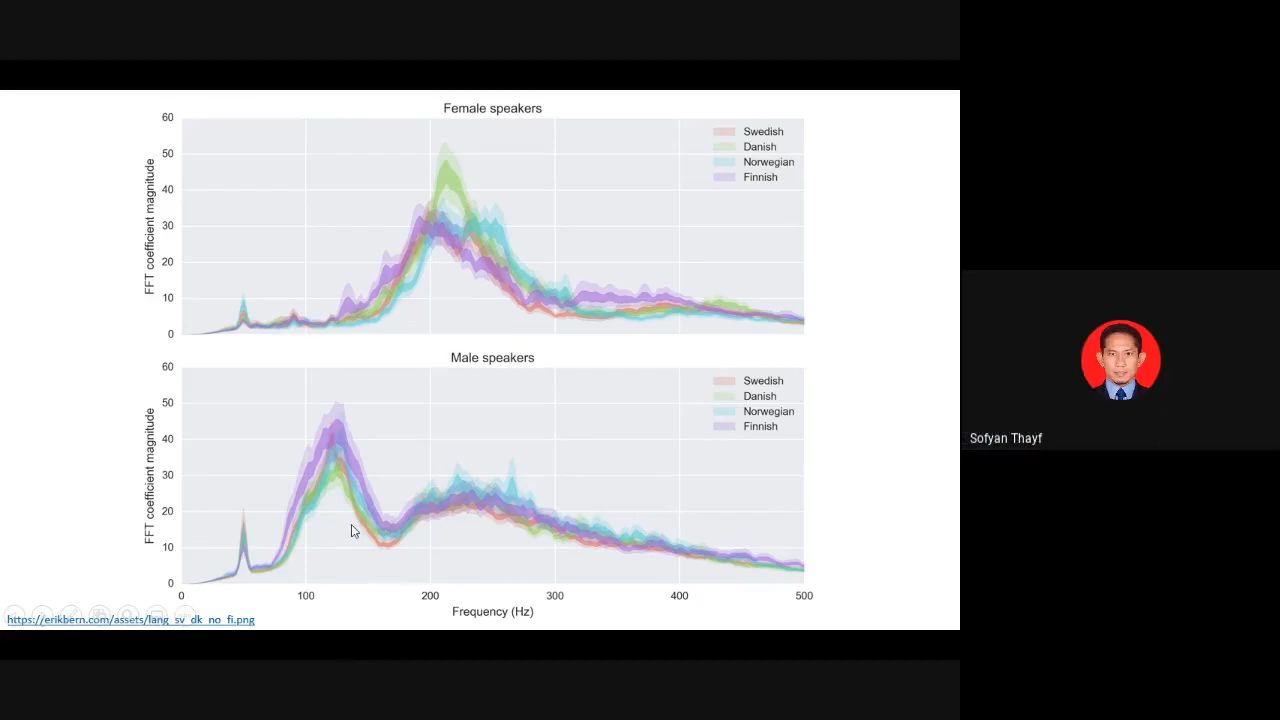 Female speakers
60
50
40
30
20
10
0
FFT coefficient magnitude
Swedish
Danish
Norwegian
Finnish
Male speakers
60
50
40
30
20
10
0
FFT coefficient magnitude
Swedish
Danish
Norwegian
Finnish
0 100 200 300 400 500
Frequency (Hz)
https://erikbern.com/assets/lang_sv_dk_no_fi.png
Sofyan Thayf